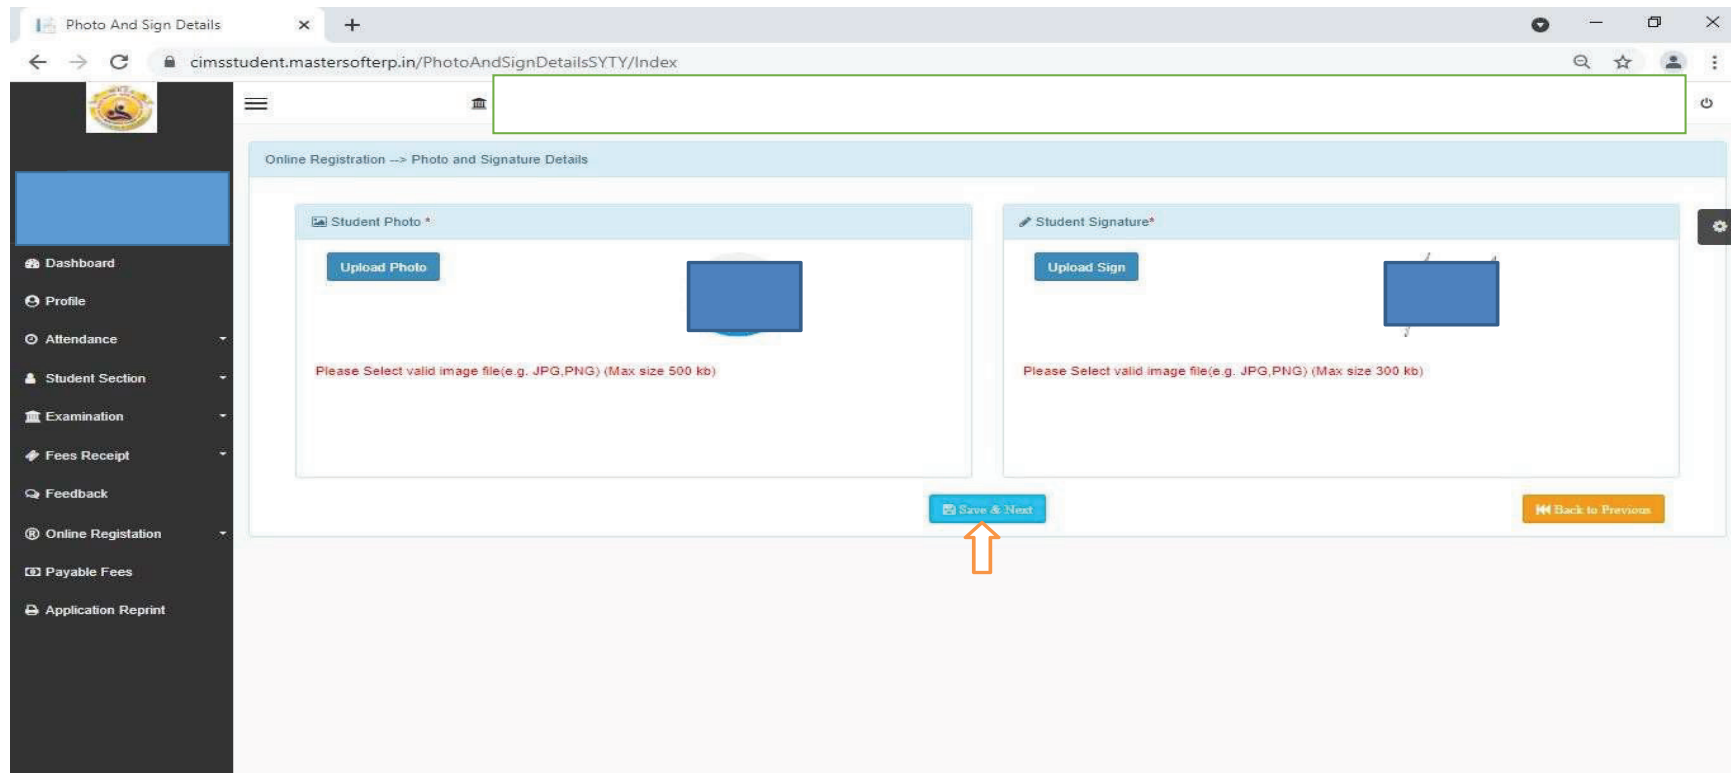 Photo And Sign Details
cimsstudent.mastersofterp.in/PhotoAndSignDetailsSYTY/Index
Online Registration --> Photo and Signature Details
Student Photo *
Student Signature*
Upload Photo
Upload Sign
Please Select valid image file(e.g. JPG,PNG) (Max size 500 kb)
Please Select valid image file(e.g. JPG,PNG) (Max size 300 kb)
Save & Next
Back to Previous
Dashboard
Profile
Attendance
Student Section
Examination
Fees Receipt
Feedback
Online Registation
Payable Fees
Application Reprint